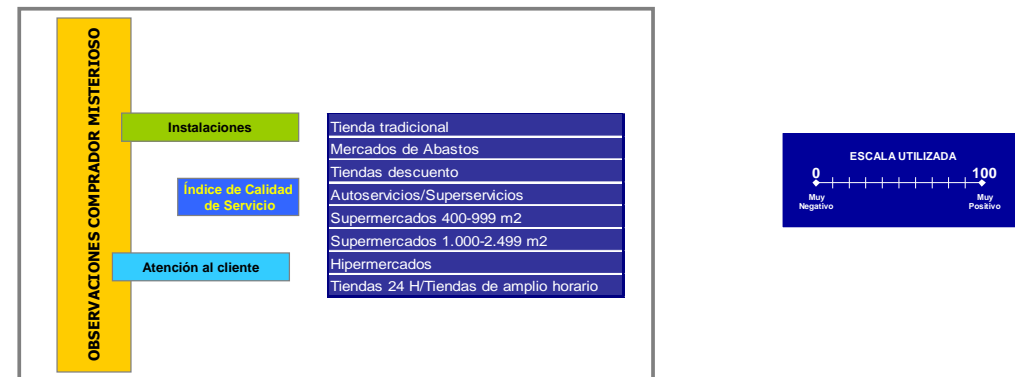 OBSERVACIONES COMPRADOR MISTERIOSO
Instalaciones
Índice de Calidad
de Servicio
Atención al cliente
Tienda tradicional
Mercados de Abastos
Tiendas descuento
Autoservicios/Superservicios
Supermercados 400-999 m2
Supermercados 1.000-2.499 m2
Hipermercados
Tiendas 24 H/Tiendas de amplio horario
ESCALA UTILIZADA
0 100
Muy Muy
Negativo Positivo